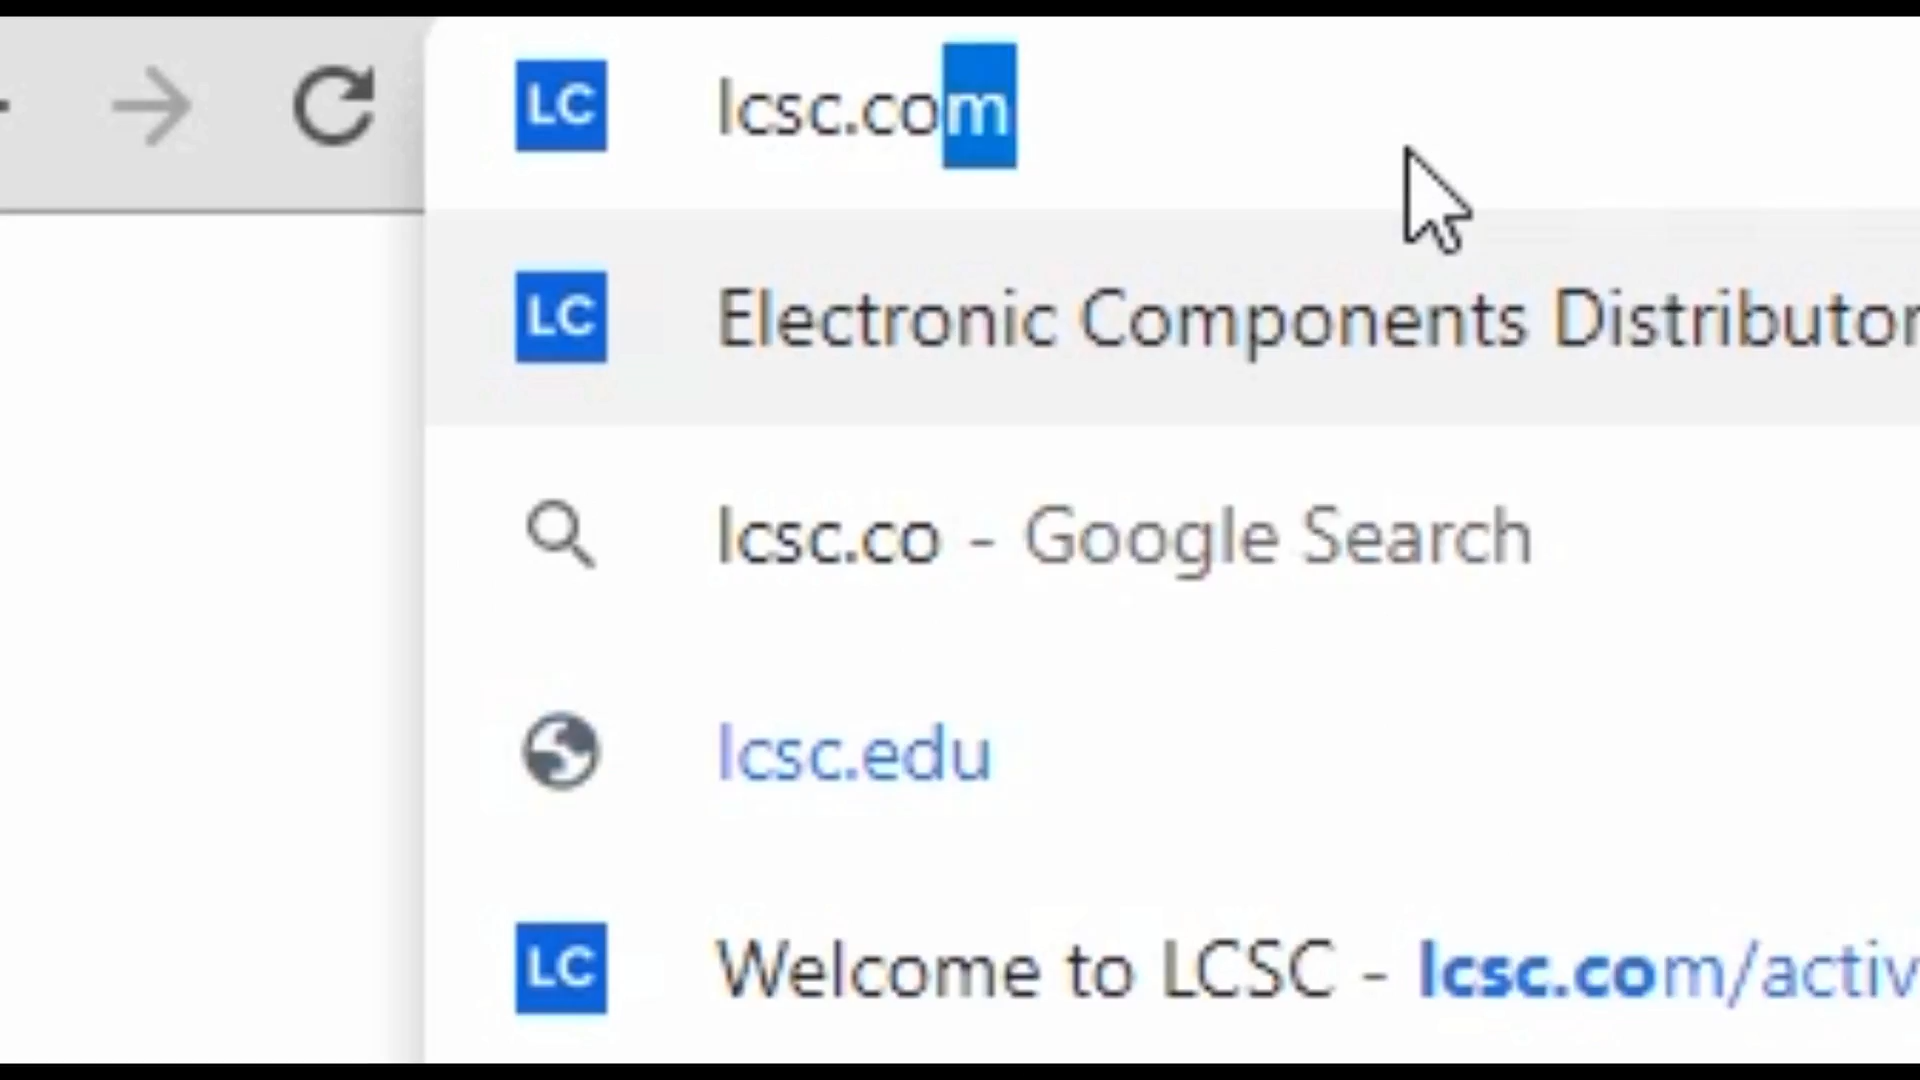 LC lcsc.com
LC Electronic Components Distributor
lcsc.co - Google Search
lcsc.edu
LC Welcome to LCSC - lcsc.com/activ